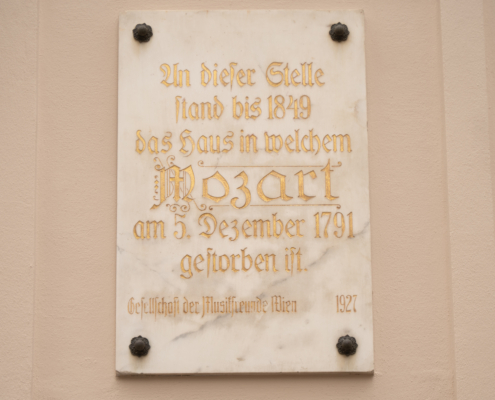 An dieser Stelle
stand bis 1849
das Haus in welchem
Mozart
am 5. Dezember 1791
gestorben ist.
Gesellschaft der Musikfreunde Wien 1927